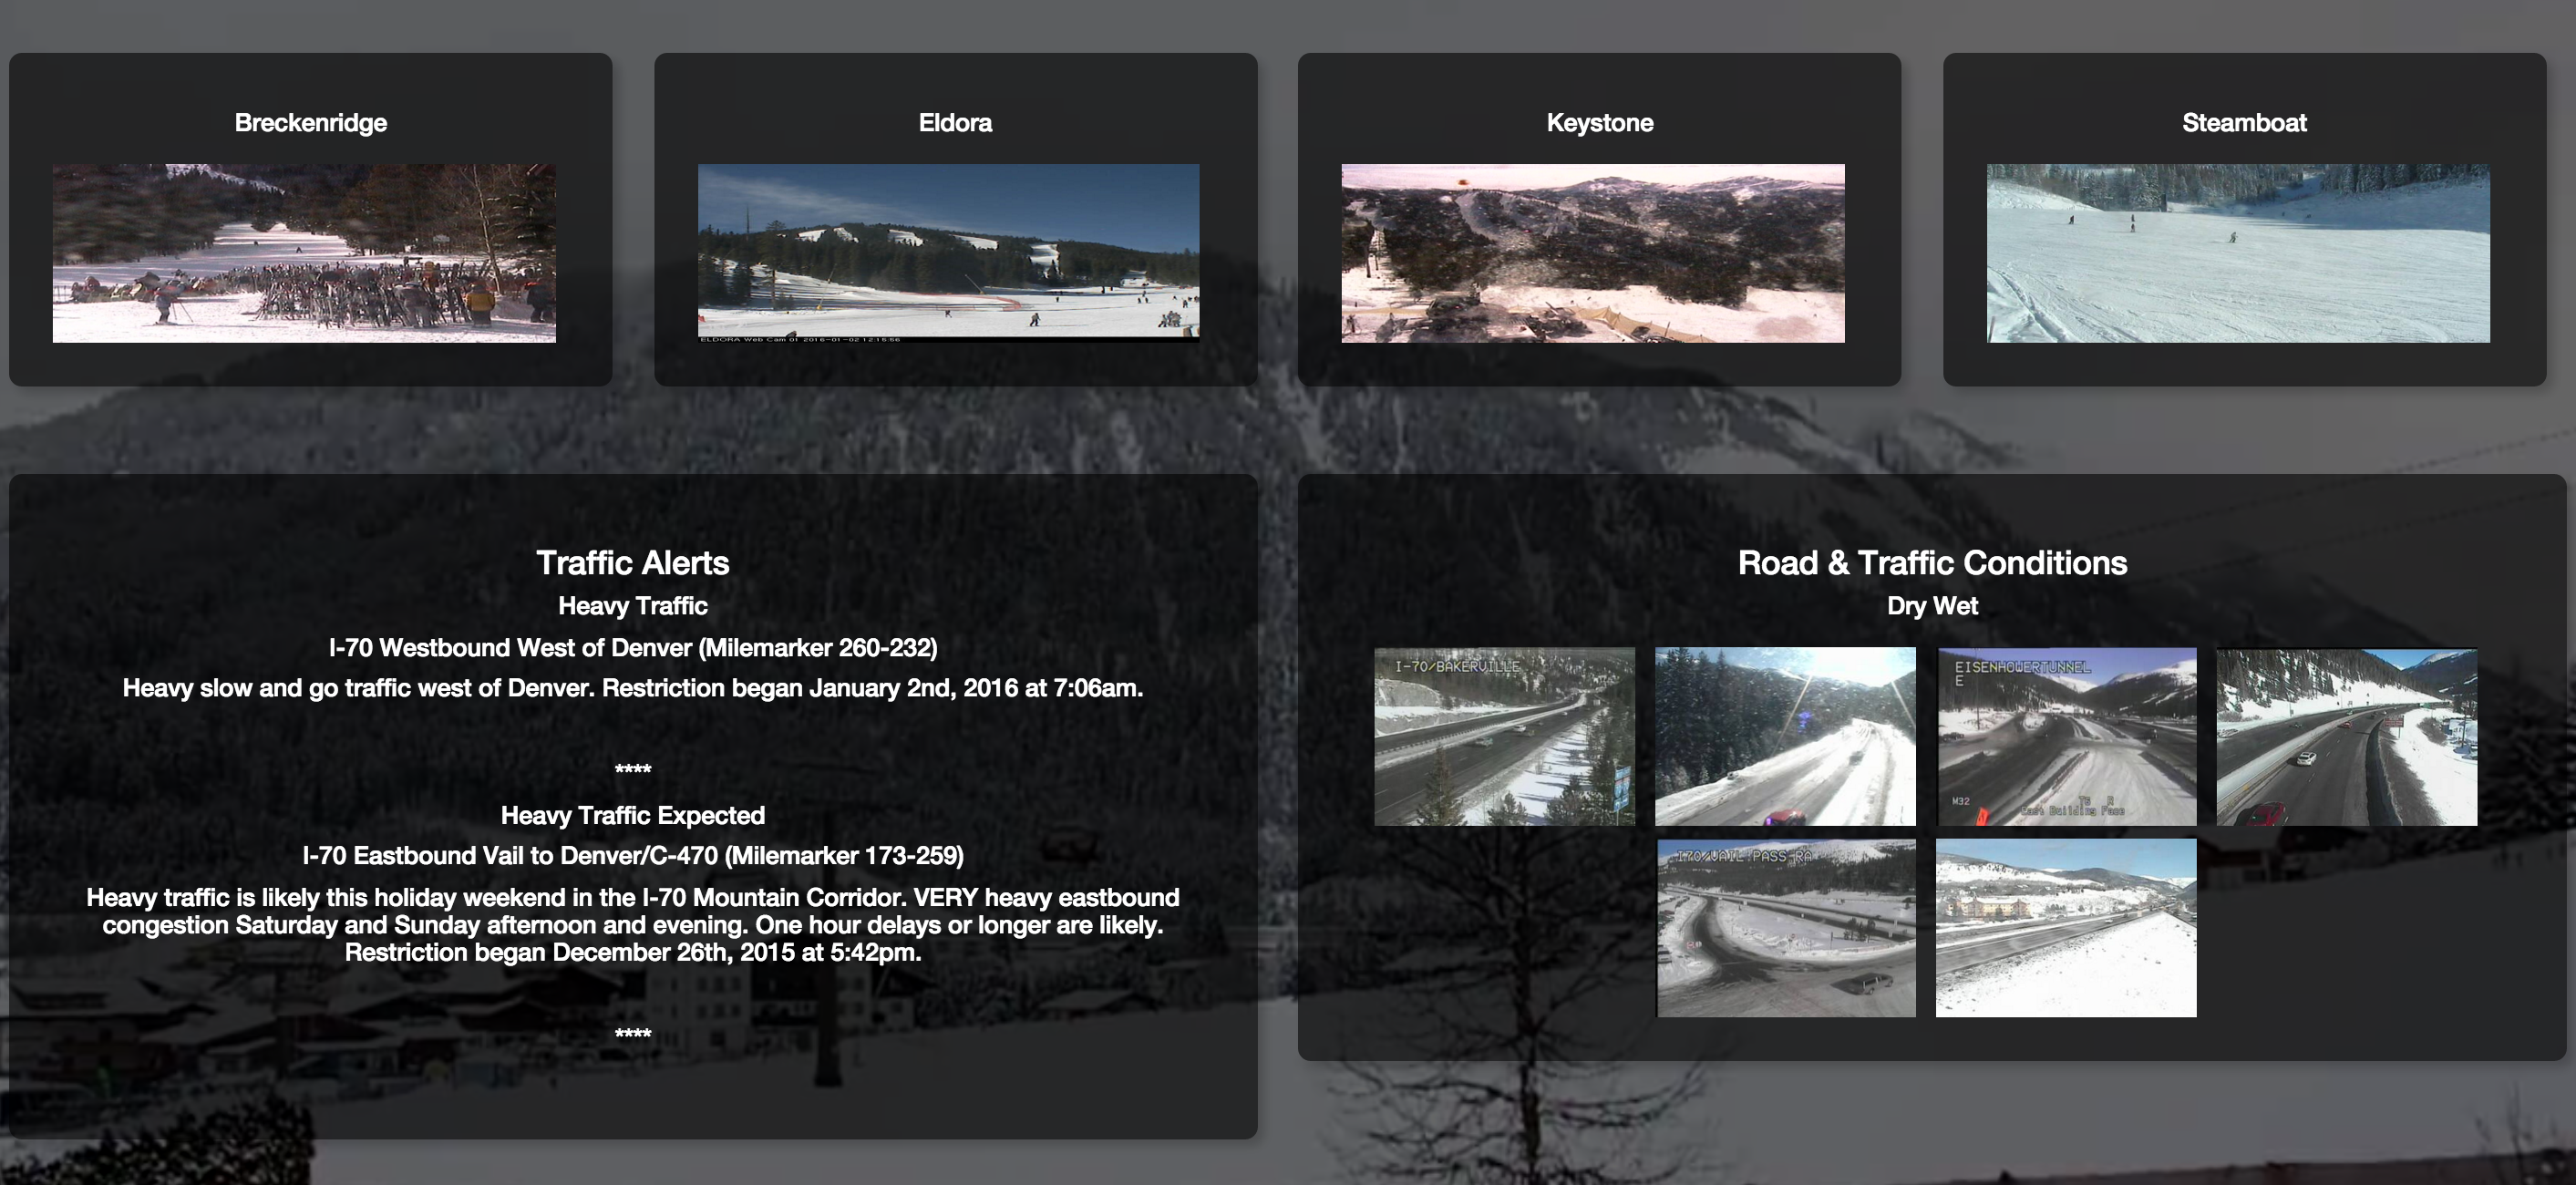 Breckenridge
Eldora
Keystone
Steamboat
ELDORA Web Cam 01 2016-01-02 12:15:56
Traffic Alerts
Heavy Traffic
I-70 Westbound West of Denver (Milemarker 260-232)
Heavy slow and go traffic west of Denver. Restriction began January 2nd, 2016 at 7:06am.
****
Heavy Traffic Expected
I-70 Eastbound Vail to Denver/C-470 (Milemarker 173-259)
Heavy traffic is likely this holiday weekend in the I-70 Mountain Corridor. VERY heavy eastbound
congestion Saturday and Sunday afternoon and evening. One hour delays or longer are likely.
Restriction began December 26th, 2015 at 5:42pm.
****
Road & Traffic Conditions
Dry Wet
I-70/BAKERVILLE
EISENHOWERTUNNEL
E
M32
East Building Face
I70/VAIL PASS RA